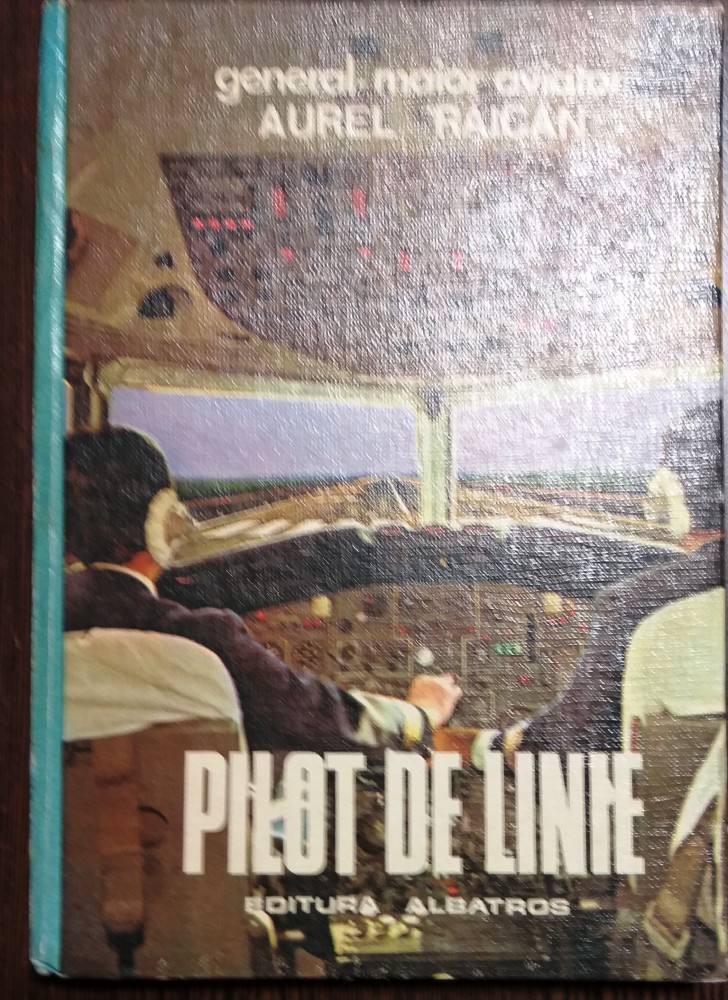 general maior aviator
AUREL RAICAN
PILOT DE LINIE
EDITURA ALBATROS